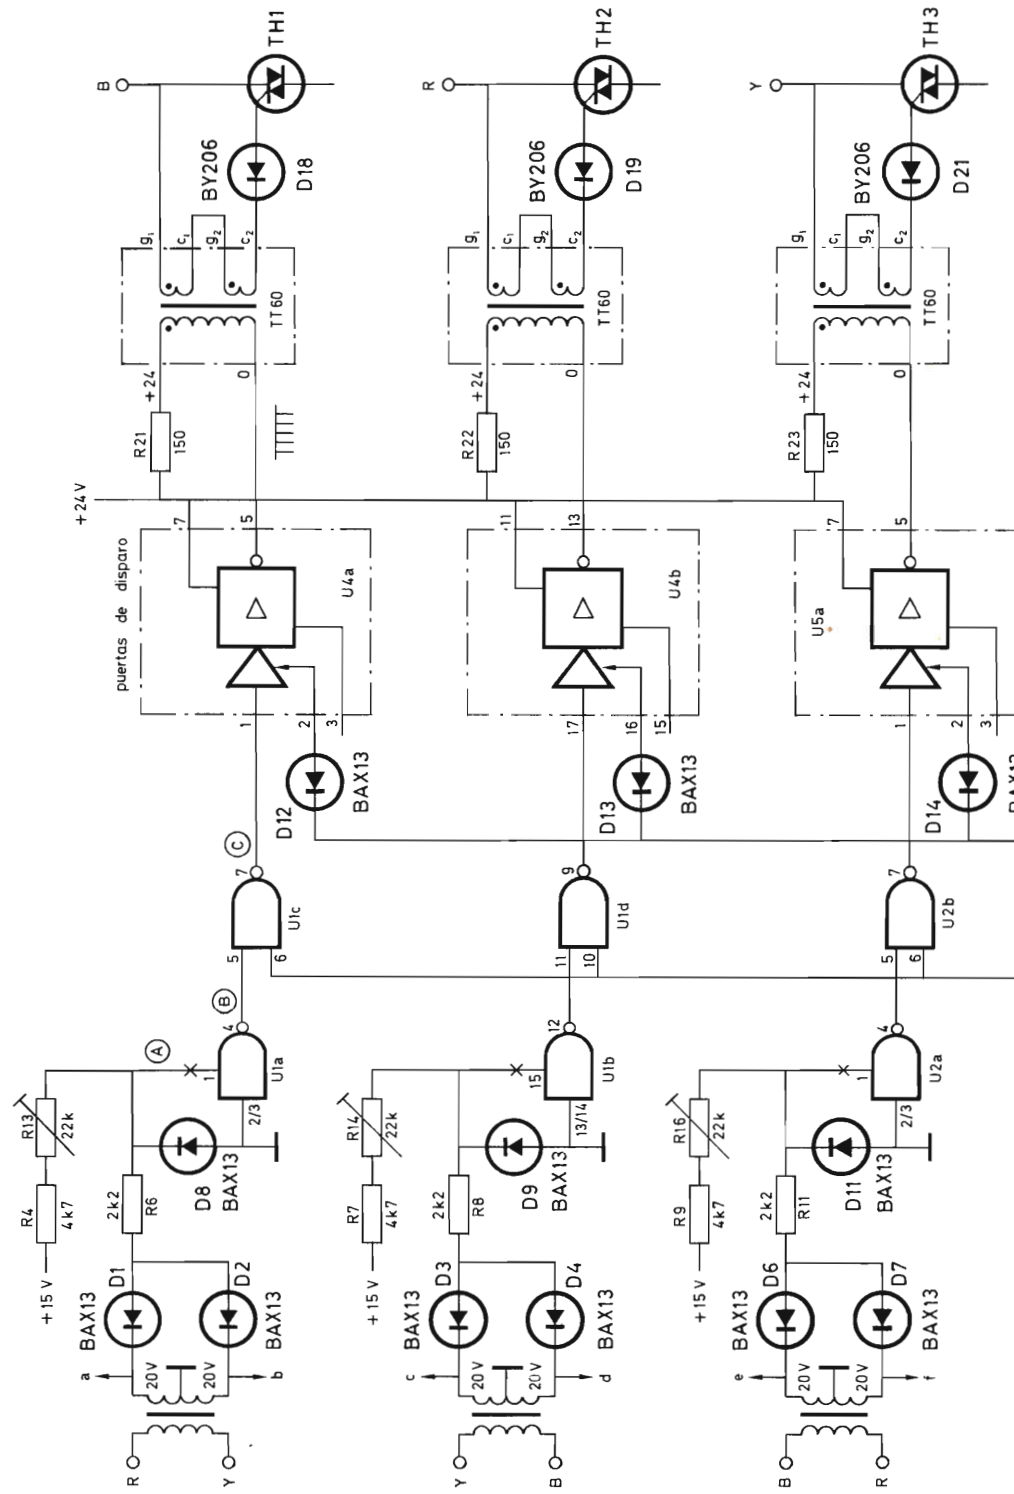 B
TH1
BY206
D18
g₁
c₁
g₂
c₂
TT60
+24
0
R21
150
+24V
puertas de disparo
7
5
U4a
1
2
3
D12
BAX13
C
7
U1c
5
6
B
4
A
1
U1a
2/3
R13
22k
R4
4k7
+15V
2k2
R6
D8
BAX13
D1
BAX13
D2
BAX13
a
20V
20V
b
R
Y
R
TH2
BY206
D19
g₁
c₁
g₂
c₂
TT60
+24
0
R22
150
11
13
U4b
17
16
15
D13
BAX13
9
U1d
11
10
12
15
U1b
13/14
R14
22k
R7
4k7
+15V
2k2
R8
D9
BAX13
D3
BAX13
D4
BAX13
c
20V
20V
d
Y
B
Y
TH3
BY206
D21
g₁
c₁
g₂
c₂
TT60
+24
0
R23
150
7
5
U5a
1
2
3
D14
7
U2b
5
6
4
1
U2a
2/3
R16
22k
R9
4k7
+15V
2k2
R11
D11
BAX13
D6
BAX13
D7
BAX13
e
20V
20V
f
B
R